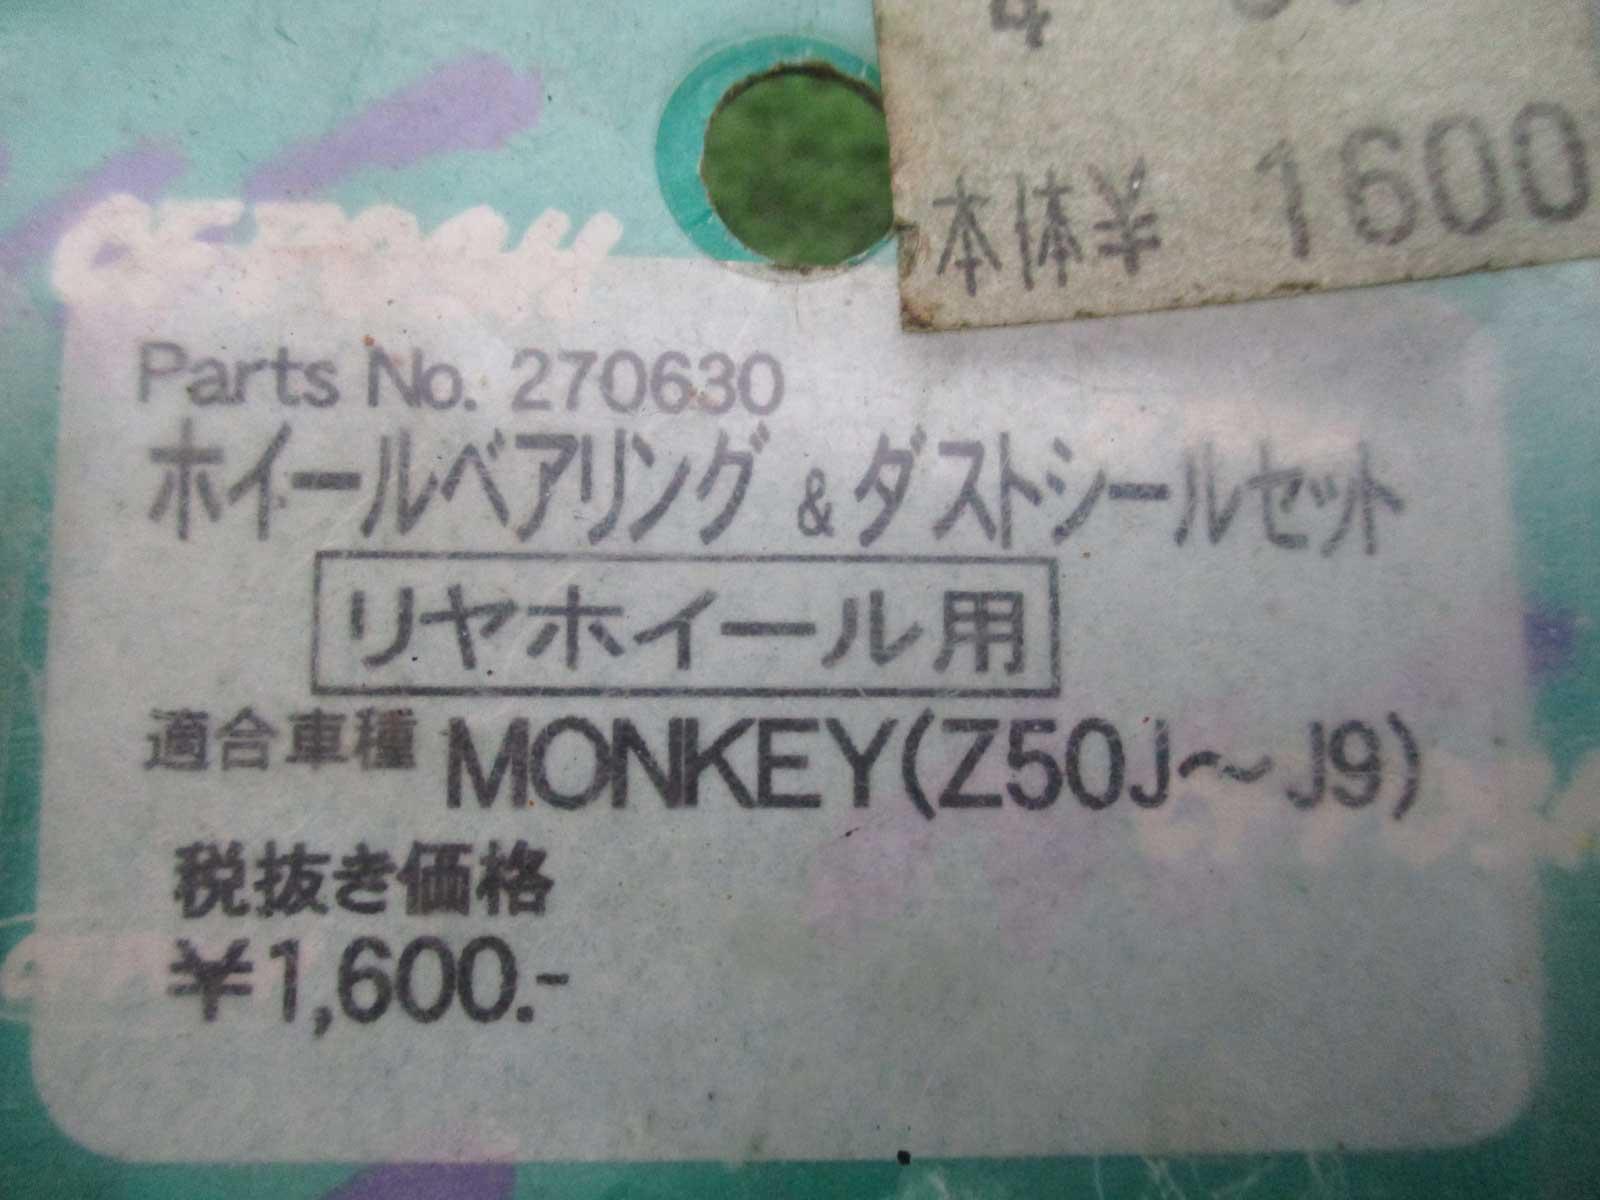 本体¥ 1600
Parts No. 270630
ホイールベアリング & ダストシールセット
リヤホイール用
適合車種 MONKEY(Z50J〜J9)
税抜き価格
¥1,600.-